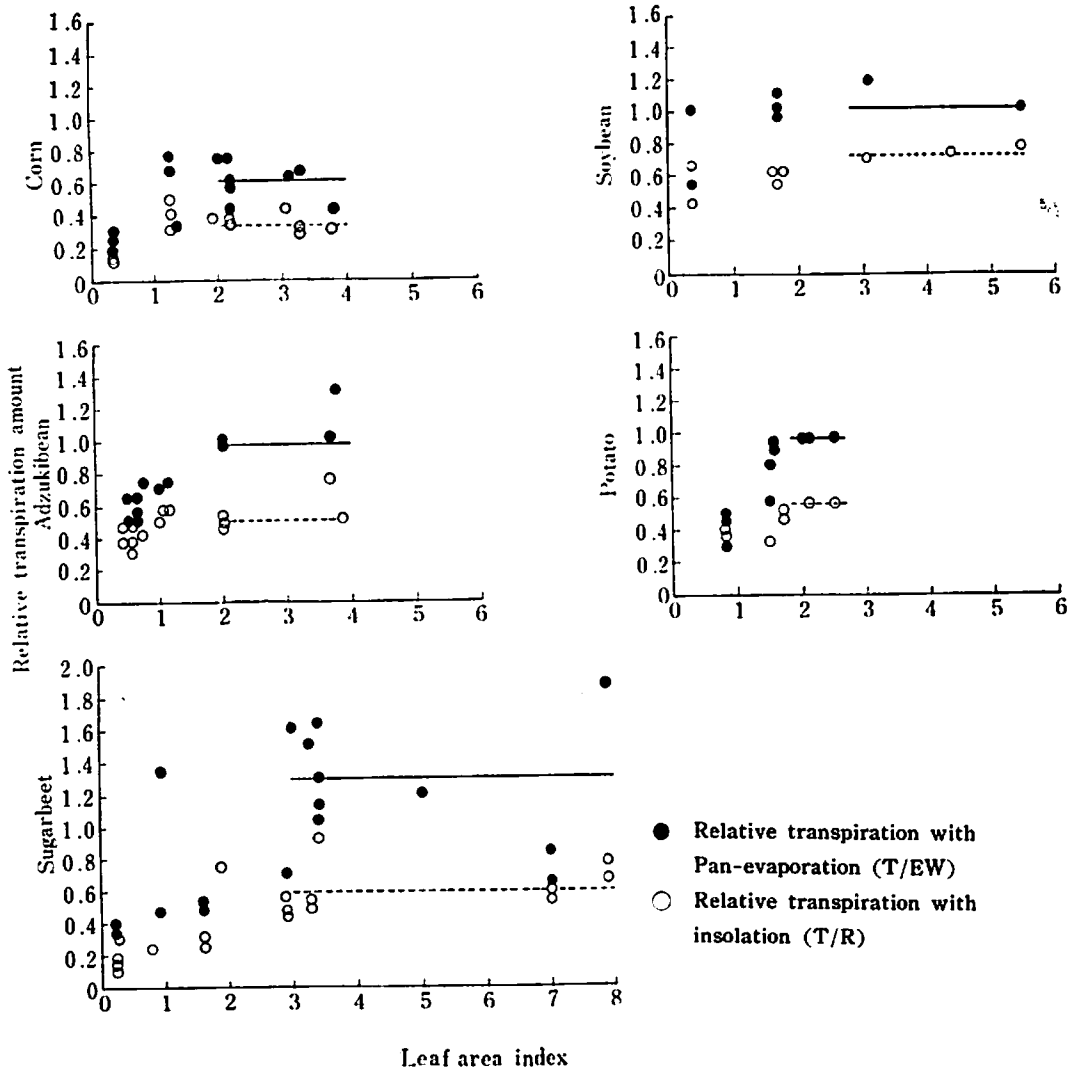 1.6
1.4
1.2
1.0
0.8
0.6
0.4
0.2
0
0 1 2 3 4 5 6
Corn
1.6
1.4
1.2
1.0
0.8
0.6
0.4
0.2
0
0 1 2 3 4 5 6
Soybean
Relative transpiration amount
1.6
1.4
1.2
1.0
0.8
0.6
0.4
0.2
0
0 1 2 3 4 5 6
Adzukibean
1.6
1.4
1.2
1.0
0.8
0.6
0.4
0.2
0
0 1 2 3 4 5 6
Potato
2.0
1.8
1.6
1.4
1.2
1.0
0.8
0.6
0.4
0.2
0
0 1 2 3 4 5 6 7 8
Sugarbeet
Relative transpiration with
Pan-evaporation (T/EW)
Relative transpiration with
insolation (T/R)
Leaf area index